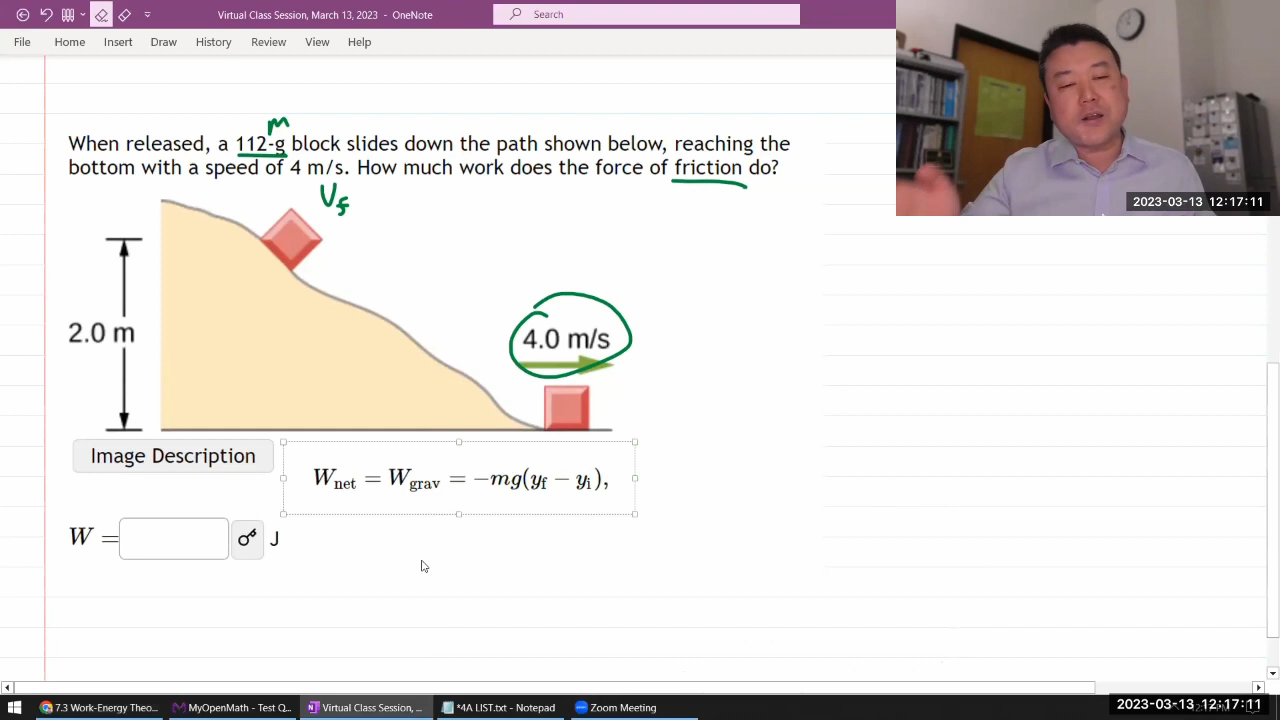 Virtual Class Session, March 13, 2023 - OneNote
Search
File Home Insert Draw History Review View Help
2023-03-13 12:17:11
m
When released, a 112-g block slides down the path shown below, reaching the
bottom with a speed of 4 m/s. How much work does the force of friction do?
Vf
2.0 m
4.0 m/s
Image Description
W_net = W_grav = −mg(y_f − y_i),
W = J
7.3 Work-Energy Theo...
MyOpenMath - Test Q...
Virtual Class Session, ...
*4A LIST.txt - Notepad
Zoom Meeting
2023-03-13 12:17:11